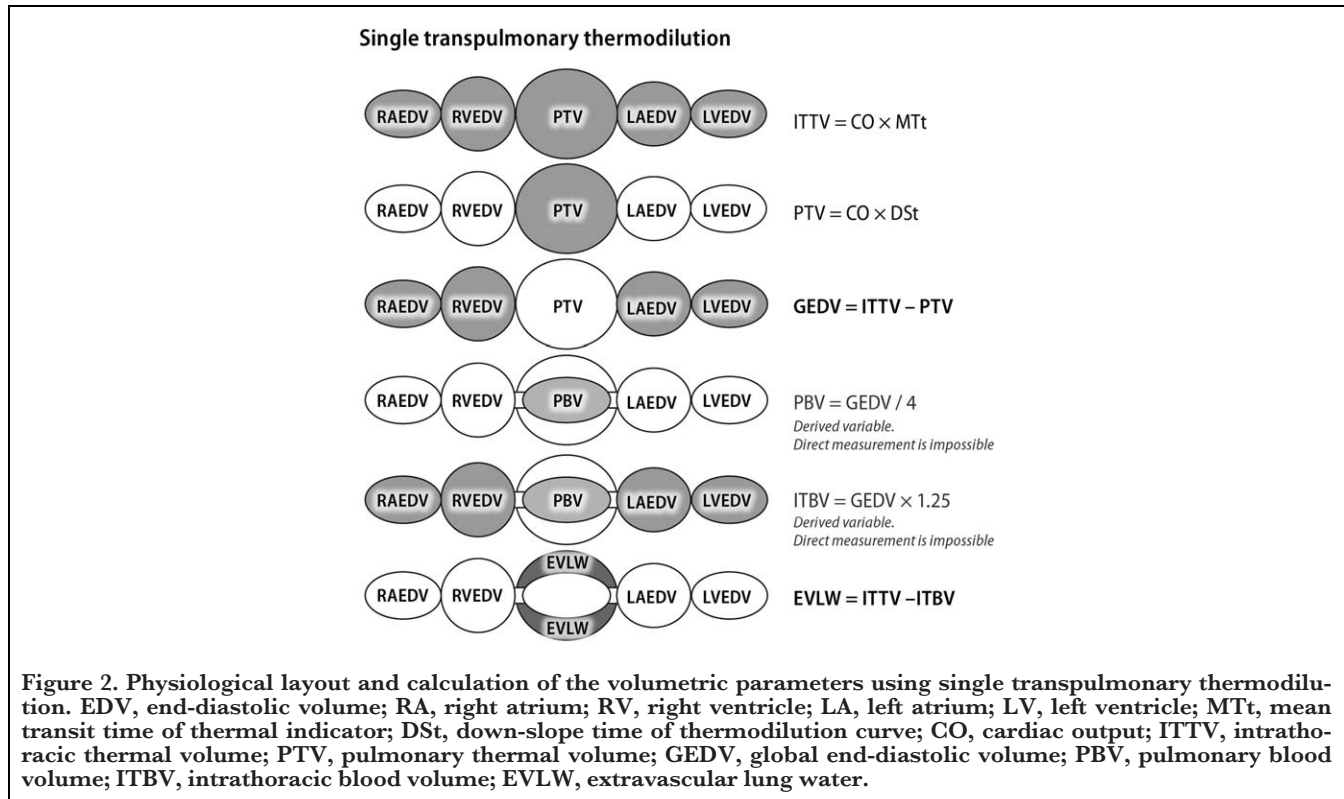 Single transpulmonary thermodilution
RAEDV RVEDV PTV LAEDV LVEDV ITTV = CO × MTt
RAEDV RVEDV PTV LAEDV LVEDV PTV = CO × DSt
RAEDV RVEDV PTV LAEDV LVEDV GEDV = ITTV – PTV
RAEDV RVEDV PBV LAEDV LVEDV PBV = GEDV / 4
Derived variable.
Direct measurement is impossible
RAEDV RVEDV PBV LAEDV LVEDV ITBV = GEDV × 1.25
Derived variable.
Direct measurement is impossible
EVLW
RAEDV RVEDV LAEDV LVEDV EVLW = ITTV –ITBV
EVLW
Figure 2. Physiological layout and calculation of the volumetric parameters using single transpulmonary thermodilu-
tion. EDV, end-diastolic volume; RA, right atrium; RV, right ventricle; LA, left atrium; LV, left ventricle; MTt, mean
transit time of thermal indicator; DSt, down-slope time of thermodilution curve; CO, cardiac output; ITTV, intratho-
racic thermal volume; PTV, pulmonary thermal volume; GEDV, global end-diastolic volume; PBV, pulmonary blood
volume; ITBV, intrathoracic blood volume; EVLW, extravascular lung water.